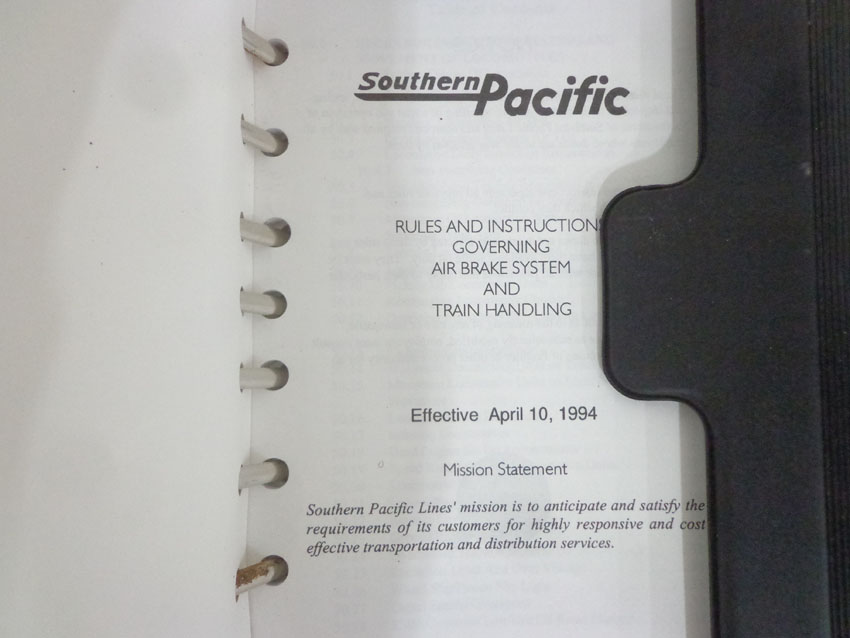 Southern Pacific
RULES AND INSTRUCTION
GOVERNING
AIR BRAKE SYSTEM
AND
TRAIN HANDLING
Effective April 10, 1994
Mission Statement
Southern Pacific Lines' mission is to anticipate and satisfy the
requirements of its customers for highly responsive and cost
effective transportation and distribution services.